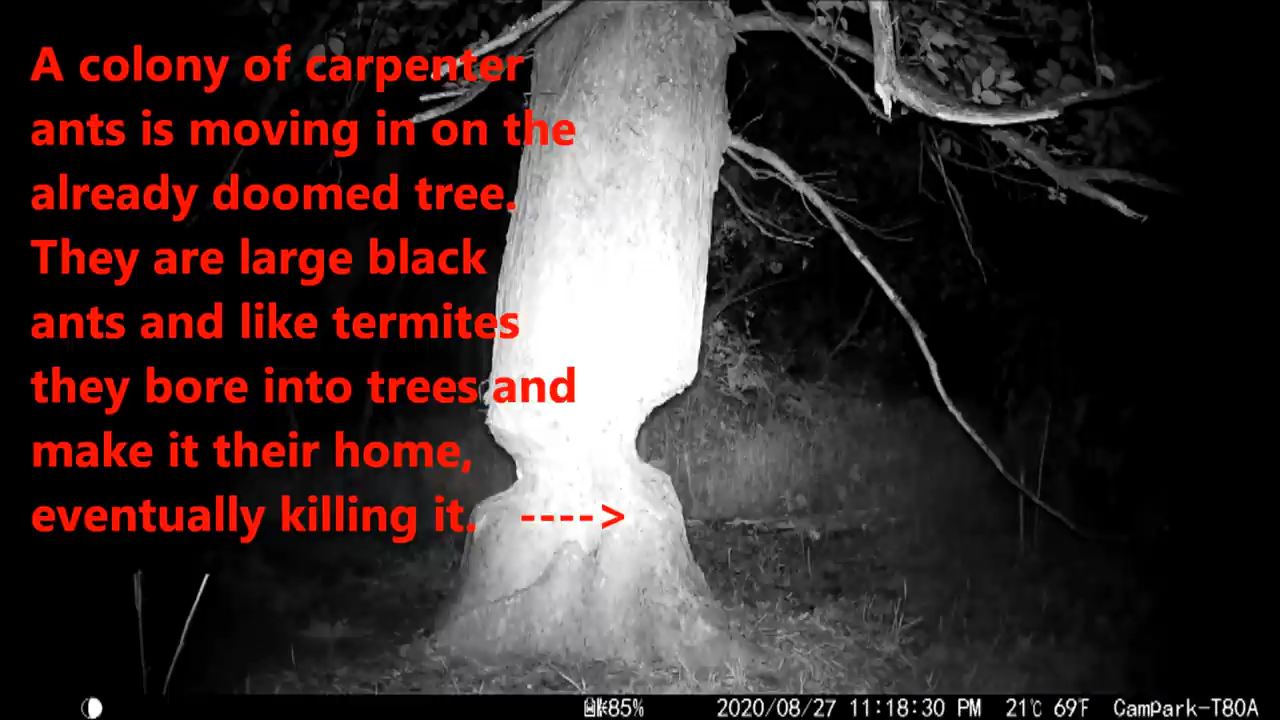 A colony of carpenter
ants is moving in on the
already doomed tree.
They are large black
ants and like termites
they bore into trees and
make it their home,
eventually killing it. ---->
85% 2020/08/27 11:18:30 PM 21℃ 69℉ CamPark-T80A